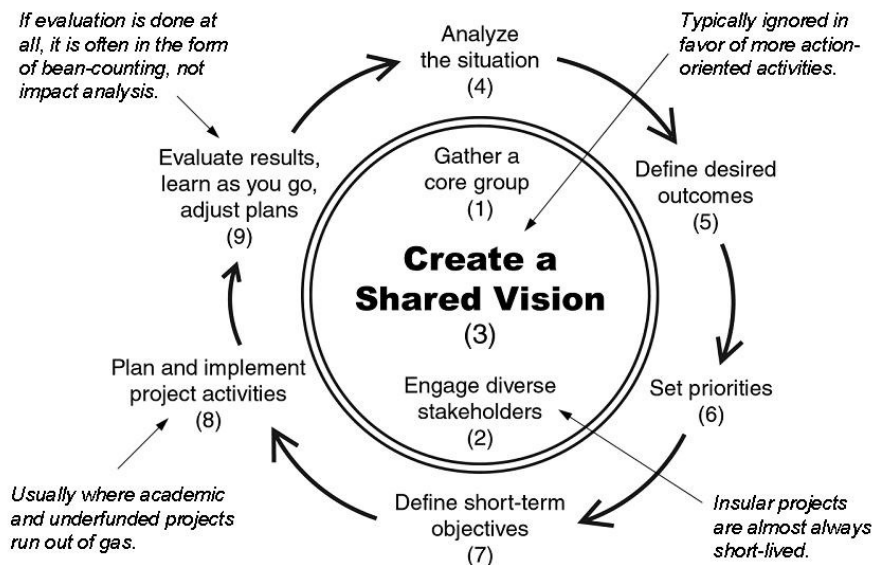 If evaluation is done at
all, it is often in the form
of bean-counting, not
impact analysis.
Analyze
the situation
(4)
Typically ignored in
favor of more action-
oriented activities.
Evaluate results,
learn as you go,
adjust plans
(9)
Gather a
core group
(1)
Define desired
outcomes
(5)
Create a
Shared Vision
(3)
Plan and implement
project activities
(8)
Engage diverse
stakeholders
(2)
Set priorities
(6)
Usually where academic
and underfunded projects
run out of gas.
Define short-term
objectives
(7)
Insular projects
are almost always
short-lived.